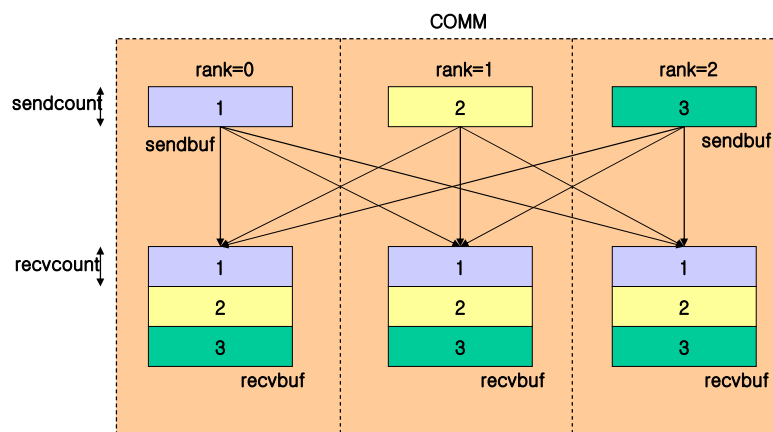 COMM
rank=0 rank=1 rank=2
sendcount 1 2 3
sendbuf sendbuf
recvcount 1 1 1
2 2 2
3 3 3
recvbuf recvbuf recvbuf